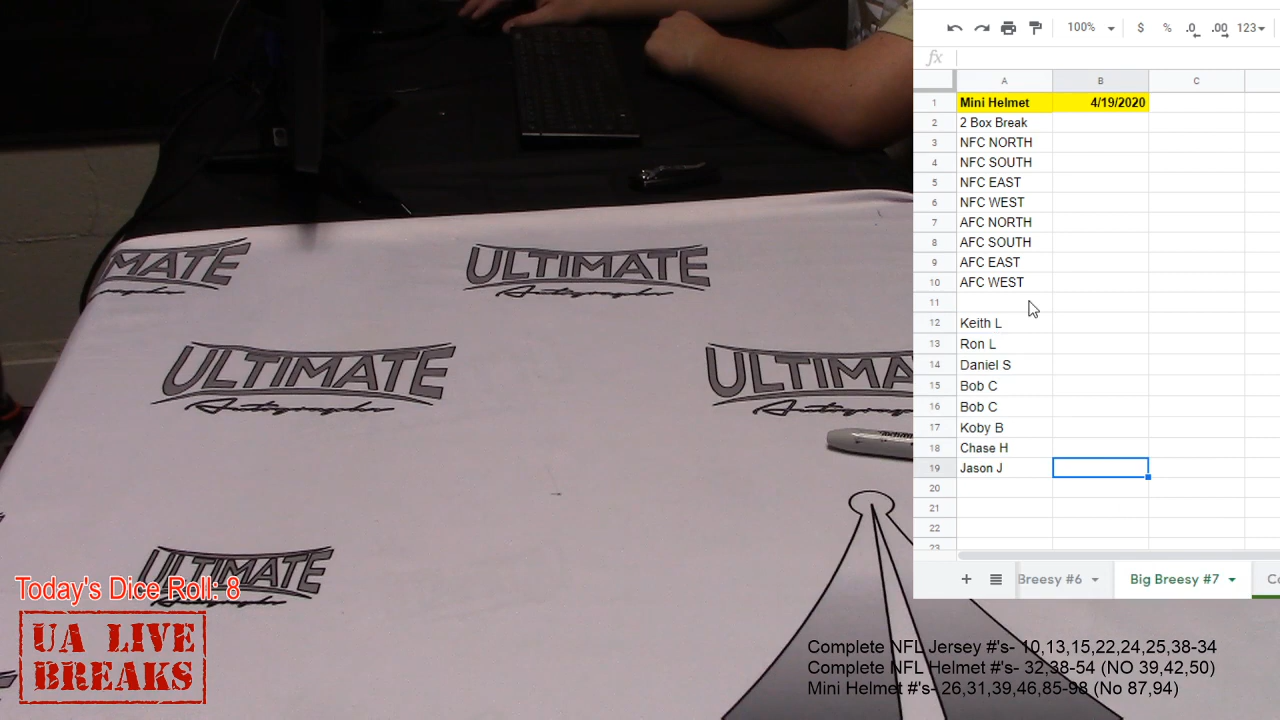 100% $ % .0 .00 123
fx
A B C
1 Mini Helmet 4/19/2020
2 2 Box Break
3 NFC NORTH
4 NFC SOUTH
5 NFC EAST
6 NFC WEST
7 AFC NORTH
8 AFC SOUTH
9 AFC EAST
10 AFC WEST
11
12 Keith L
13 Ron L
14 Daniel S
15 Bob C
16 Bob C
17 Koby B
18 Chase H
19 Jason J
20
21
22
23
Breesy #6 Big Breesy #7
MATE
ULTIMATE
Autographs
ULTIMATE
Autographs
ULTIMA
ULTIMATE
Today's Dice Roll: 8
UA LIVE
BREAKS
Complete NFL Jersey #'s- 10,13,15,22,24,25,38-34
Complete NFL Helmet #'s- 32,38-54 (NO 39,42,50)
Mini Helmet #'s- 26,31,39,46,85-98 (No 87,94)